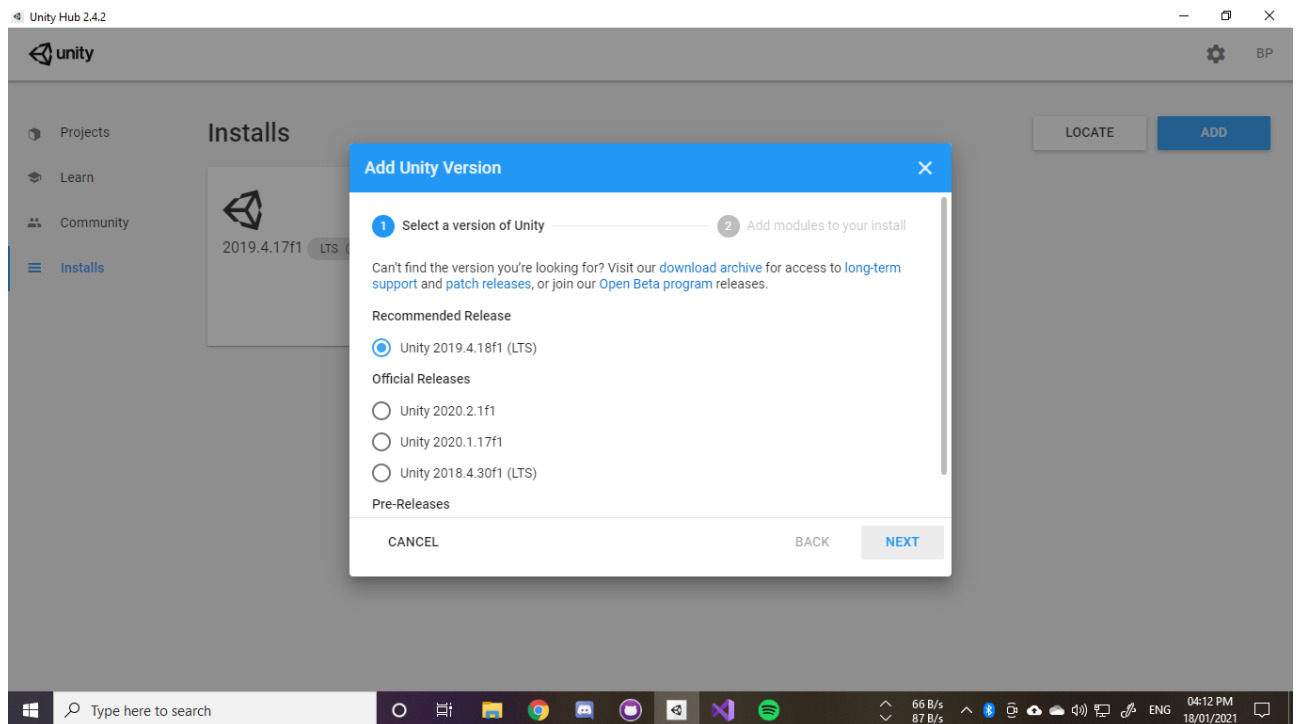 Unity Hub 2.4.2
unity
BP
Projects
Learn
Community
Installs
Installs
LOCATE
ADD
2019.4.17f1 LTS
Add Unity Version
1 Select a version of Unity
2 Add modules to your install
Can't find the version you're looking for? Visit our download archive for access to long-term
support and patch releases, or join our Open Beta program releases.
Recommended Release
Unity 2019.4.18f1 (LTS)
Official Releases
Unity 2020.2.1f1
Unity 2020.1.17f1
Unity 2018.4.30f1 (LTS)
Pre-Releases
CANCEL
BACK
NEXT
Type here to search
66 B/s
87 B/s
ENG
04:12 PM
18/01/2021